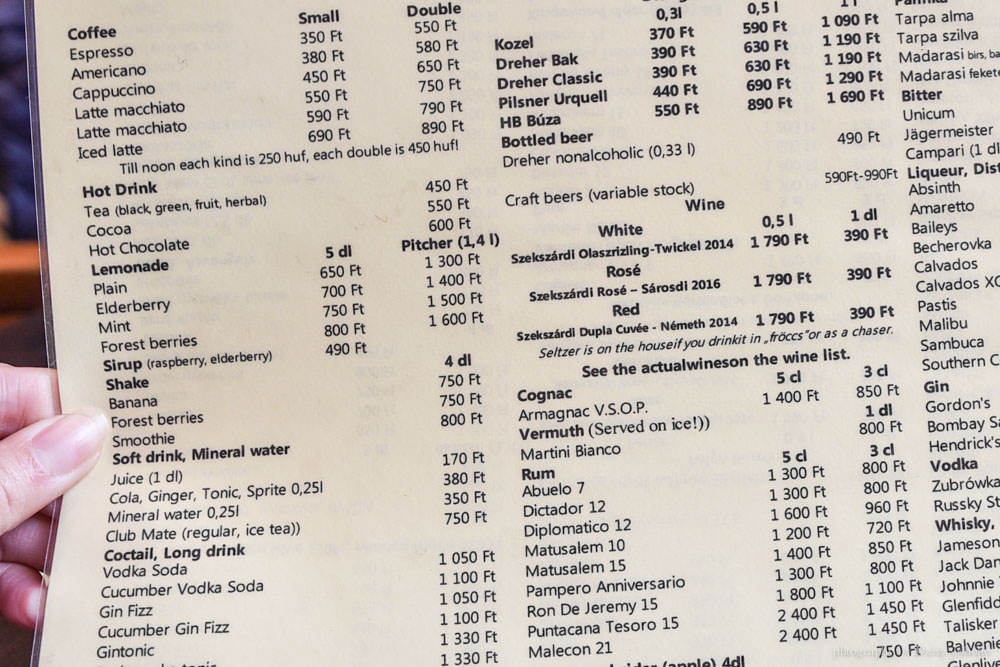 Coffee Small Double
Espresso 350 Ft 550 Ft
Americano 380 Ft 580 Ft
Cappuccino 450 Ft 650 Ft
Latte macchiato 550 Ft 750 Ft
Latte macchiato 590 Ft 790 Ft
Iced latte 690 Ft 890 Ft
Till noon each kind is 250 huf, each double is 450 huf!
Hot Drink
Tea (black, green, fruit, herbal) 450 Ft
Cocoa 550 Ft
Hot Chocolate 600 Ft
Lemonade 5 dl Pitcher (1,4 l)
Plain 650 Ft 1 300 Ft
Elderberry 700 Ft 1 400 Ft
Mint 750 Ft 1 500 Ft
Forest berries 800 Ft 1 600 Ft
Sirup (raspberry, elderberry) 490 Ft
Shake 4 dl
Banana 750 Ft
Forest berries 750 Ft
Smoothie 800 Ft
Soft drink, Mineral water
Juice (1 dl) 170 Ft
Cola, Ginger, Tonic, Sprite 0,25l 380 Ft
Mineral water 0,25l 350 Ft
Club Mate (regular, ice tea)) 750 Ft
Coctail, Long drink
Vodka Soda 1 050 Ft
Cucumber Vodka Soda 1 100 Ft
Gin Fizz 1 050 Ft
Cucumber Gin Fizz 1 100 Ft
Gintonic 1 330 Ft
1 330 Ft
0,3l 0,5 l 1 l
Kozel 370 Ft 590 Ft 1 090 Ft
Dreher Bak 390 Ft 630 Ft 1 190 Ft
Dreher Classic 390 Ft 630 Ft 1 190 Ft
Pilsner Urquell 440 Ft 690 Ft 1 290 Ft
HB Búza 550 Ft 890 Ft 1 690 Ft
Bottled beer
Dreher nonalcoholic (0,33 l) 490 Ft
Craft beers (variable stock) 590Ft-990Ft
Wine
White 0,5 l 1 dl
Szekszárdi Olaszrizling-Twickel 2014 1 790 Ft 390 Ft
Rosé
Szekszárdi Rosé – Sárosdi 2016 1 790 Ft 390 Ft
Red
Szekszárdi Dupla Cuvée - Németh 2014 1 790 Ft 390 Ft
Seltzer is on the houseif you drinkit in „fröccs"or as a chaser.
See the actualwineson the wine list.
Cognac 5 cl 3 cl
Armagnac V.S.O.P. 1 400 Ft 850 Ft
Vermuth (Served on ice!)) 1 dl
Martini Bianco 800 Ft
Rum 5 cl 3 cl
Abuelo 7 1 300 Ft 800 Ft
Dictador 12 1 300 Ft 800 Ft
Diplomatico 12 1 600 Ft 960 Ft
Matusalem 10 1 200 Ft 720 Ft
Matusalem 15 1 400 Ft 850 Ft
Pampero Anniversario 1 300 Ft 800 Ft
Ron De Jeremy 15 1 800 Ft 1 100 Ft
Puntacana Tesoro 15 2 400 Ft 1 450 Ft
Malecon 21 2 400 Ft 1 450 Ft
(apple) 4dl 750 Ft
Tarpa alma
Tarpa szilva
Madarasi birs,
Madarasi
Bitter
Unicum
Jägermeister
Campari (1
Liqueur,
Absinth
Amaretto
Baileys
Becherovka
Calvados
Calvados
Pastis
Malibu
Sambuca
Southern
Gin
Gordon's
Bombay
Hendrick's
Vodka
Zubrówka
Russky
Whisky,
Jameson
Jack
Johnnie
Talisker